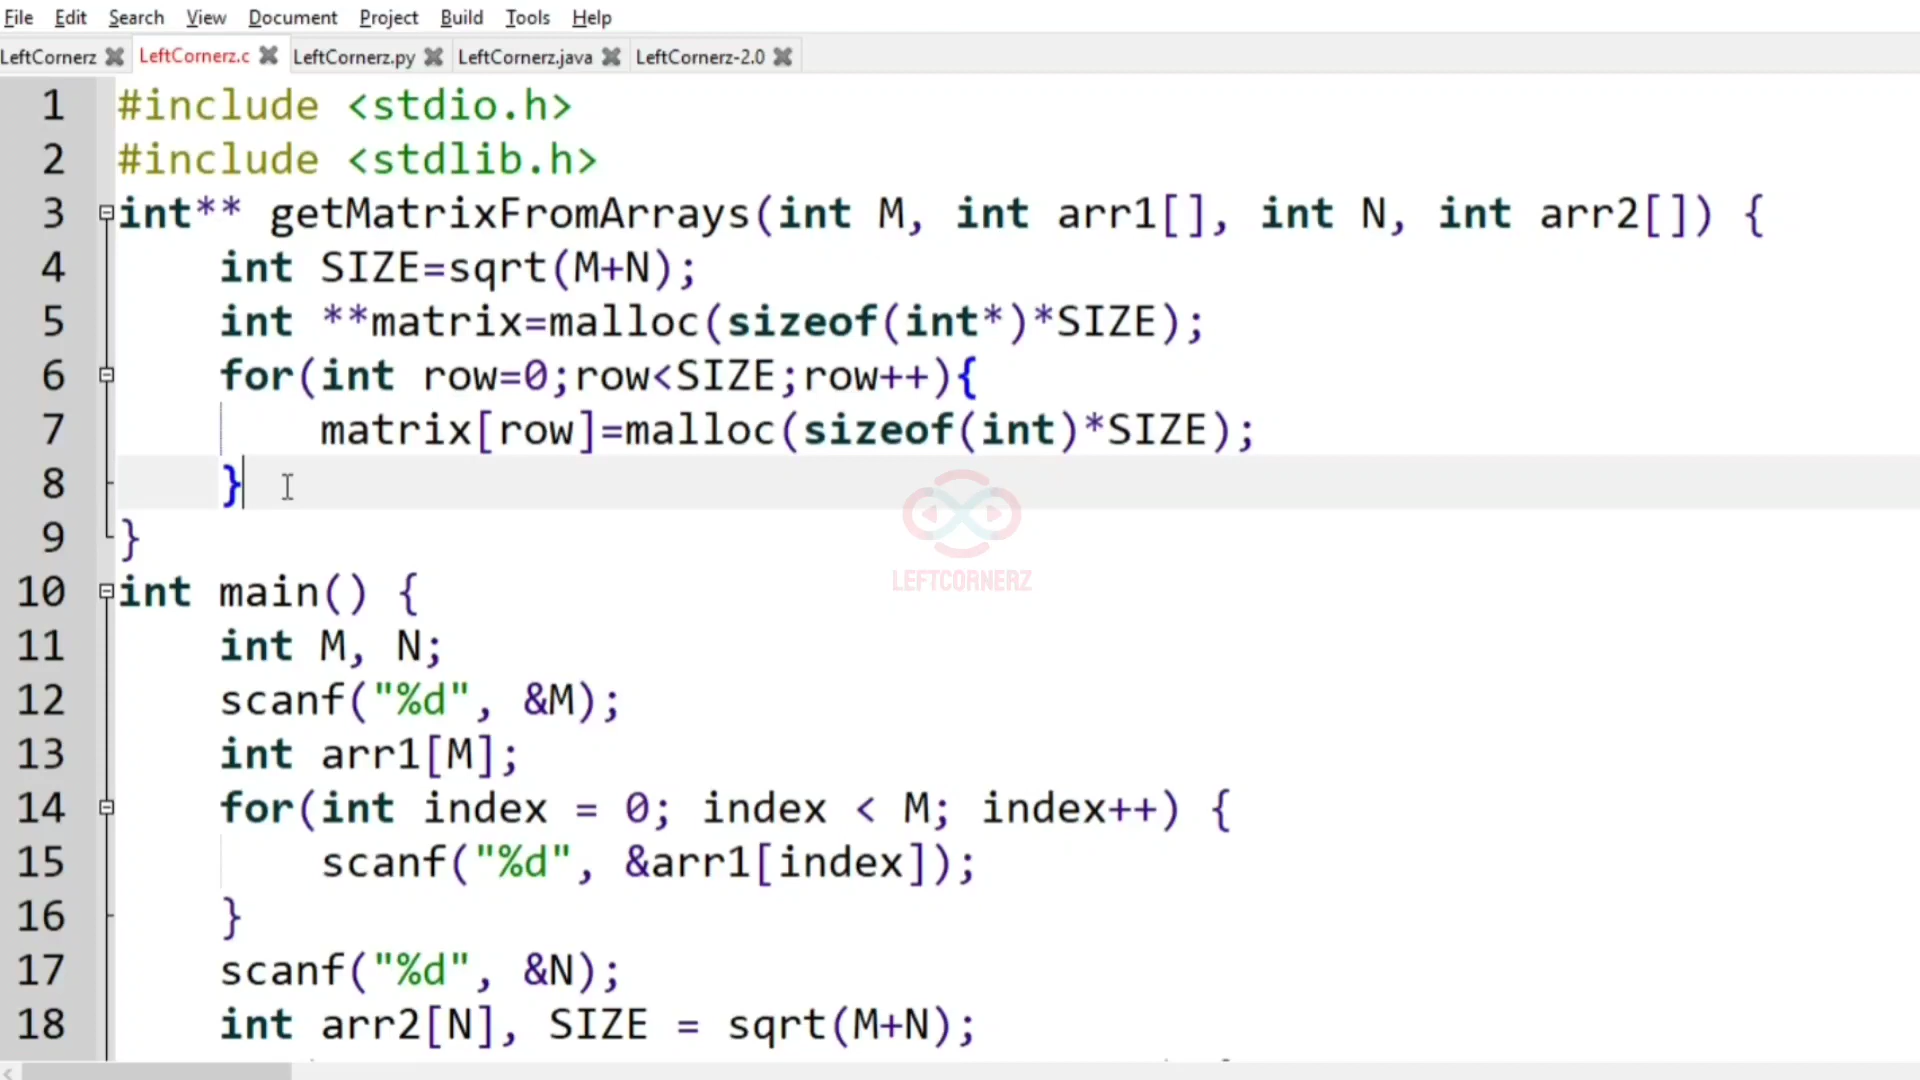 File Edit Search View Document Project Build Tools Help
LeftCornerz LeftCornerz.c LeftCornerz.py LeftCornerz.java LeftCornerz-2.0
1 #include <stdio.h>
2 #include <stdlib.h>
3 int** getMatrixFromArrays(int M, int arr1[], int N, int arr2[]) {
4 int SIZE=sqrt(M+N);
5 int **matrix=malloc(sizeof(int*)*SIZE);
6 for(int row=0;row<SIZE;row++){
7 matrix[row]=malloc(sizeof(int)*SIZE);
8 }
LEFTCORNERZ
9 }
10 int main() {
11 int M, N;
12 scanf("%d", &M);
13 int arr1[M];
14 for(int index = 0; index < M; index++) {
15 scanf("%d", &arr1[index]);
16 }
17 scanf("%d", &N);
18 int arr2[N], SIZE = sqrt(M+N);